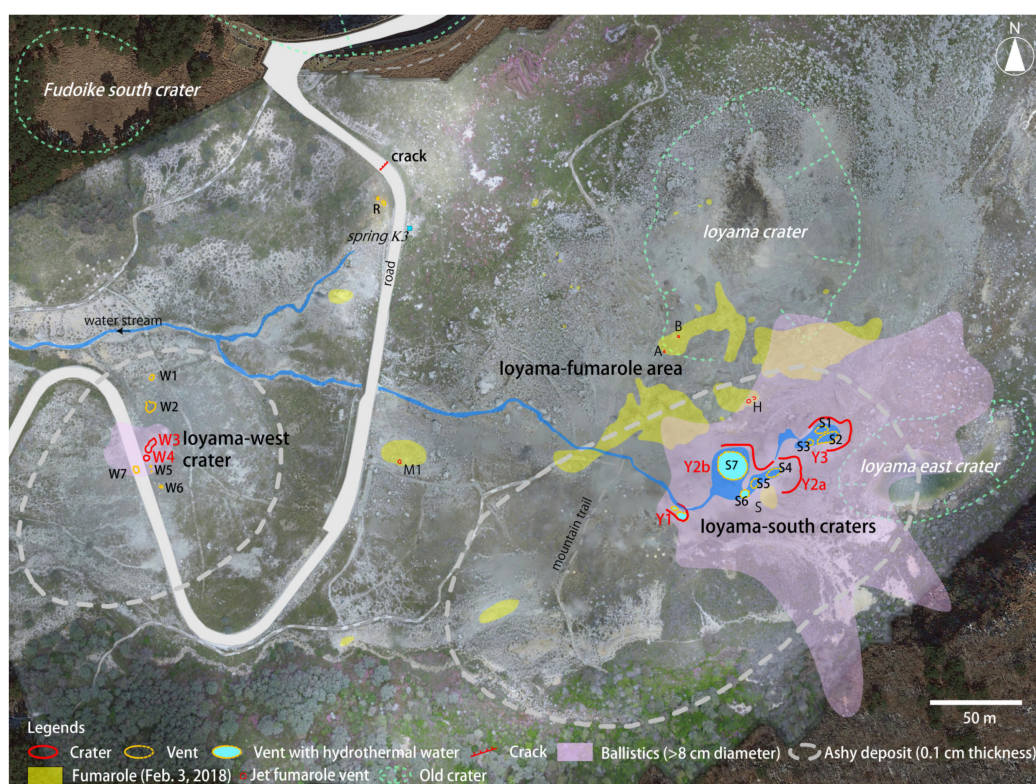 N
Fudoike south crater
crack
R
spring K3
Ioyama crater
road
water stream
B
A
Ioyama-fumarole area
W1
H
W2
S1
W3
Ioyama-west
crater
S2
S3
W4
Y3
Ioyama east crater
W7
W5
M1
Y2b
S7
S4
W6
S5
Y2a
S6
S
Y1
Ioyama-south craters
mountain trail
50 m
Legends
Crater
Vent
Vent with hydrothermal water
Crack
Ballistics (>8 cm diameter)
Ashy deposit (0.1 cm thickness)
Fumarole (Feb. 3, 2018)
Jet fumarole vent
Old crater